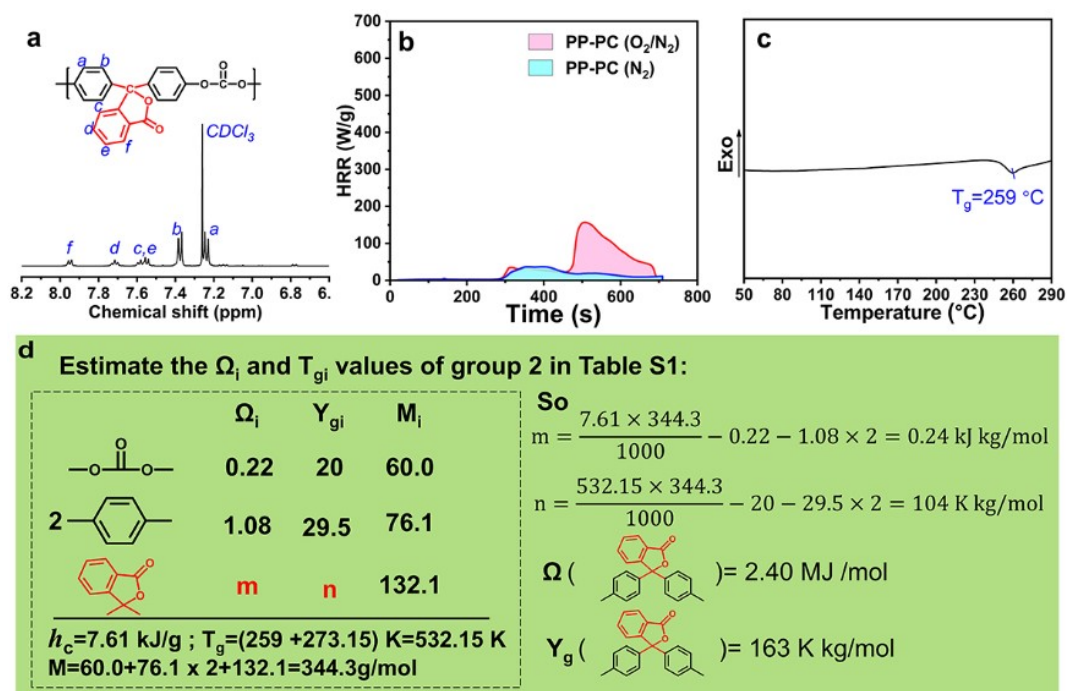 a
a
b
O
O
O
C
O
O
c
d
e
f
CDCl3
f
d
c,e
b
a
8.2 8.0 7.8 7.6 7.4 7.2 7.0 6.8 6.
Chemical shift (ppm)
b
PP-PC (O2/N2)
PP-PC (N2)
HRR (W/g)
700
600
500
400
300
200
100
0
0 200 400 600 800
Time (s)
c
Exo
Tg=259 °C
50 80 110 140 170 200 230 260 290
Temperature (°C)
d
Estimate the Ωi and Tgi values of group 2 in Table S1:
Ωi Ygi Mi
O
O O
0.22 20 60.0
2
1.08 29.5 76.1
O
O
m n 132.1
hc=7.61 kJ/g ; Tg=(259 +273.15) K=532.15 K
M=60.0+76.1 x 2+132.1=344.3g/mol
So
m = 7.61 × 344.3 / 1000 − 0.22 − 1.08 × 2 = 0.24 kJ kg/mol
n = 532.15 × 344.3 / 1000 − 20 − 29.5 × 2 = 104 K kg/mol
O
O
Ω ( )= 2.40 MJ /mol
O
O
Yg ( )= 163 K kg/mol